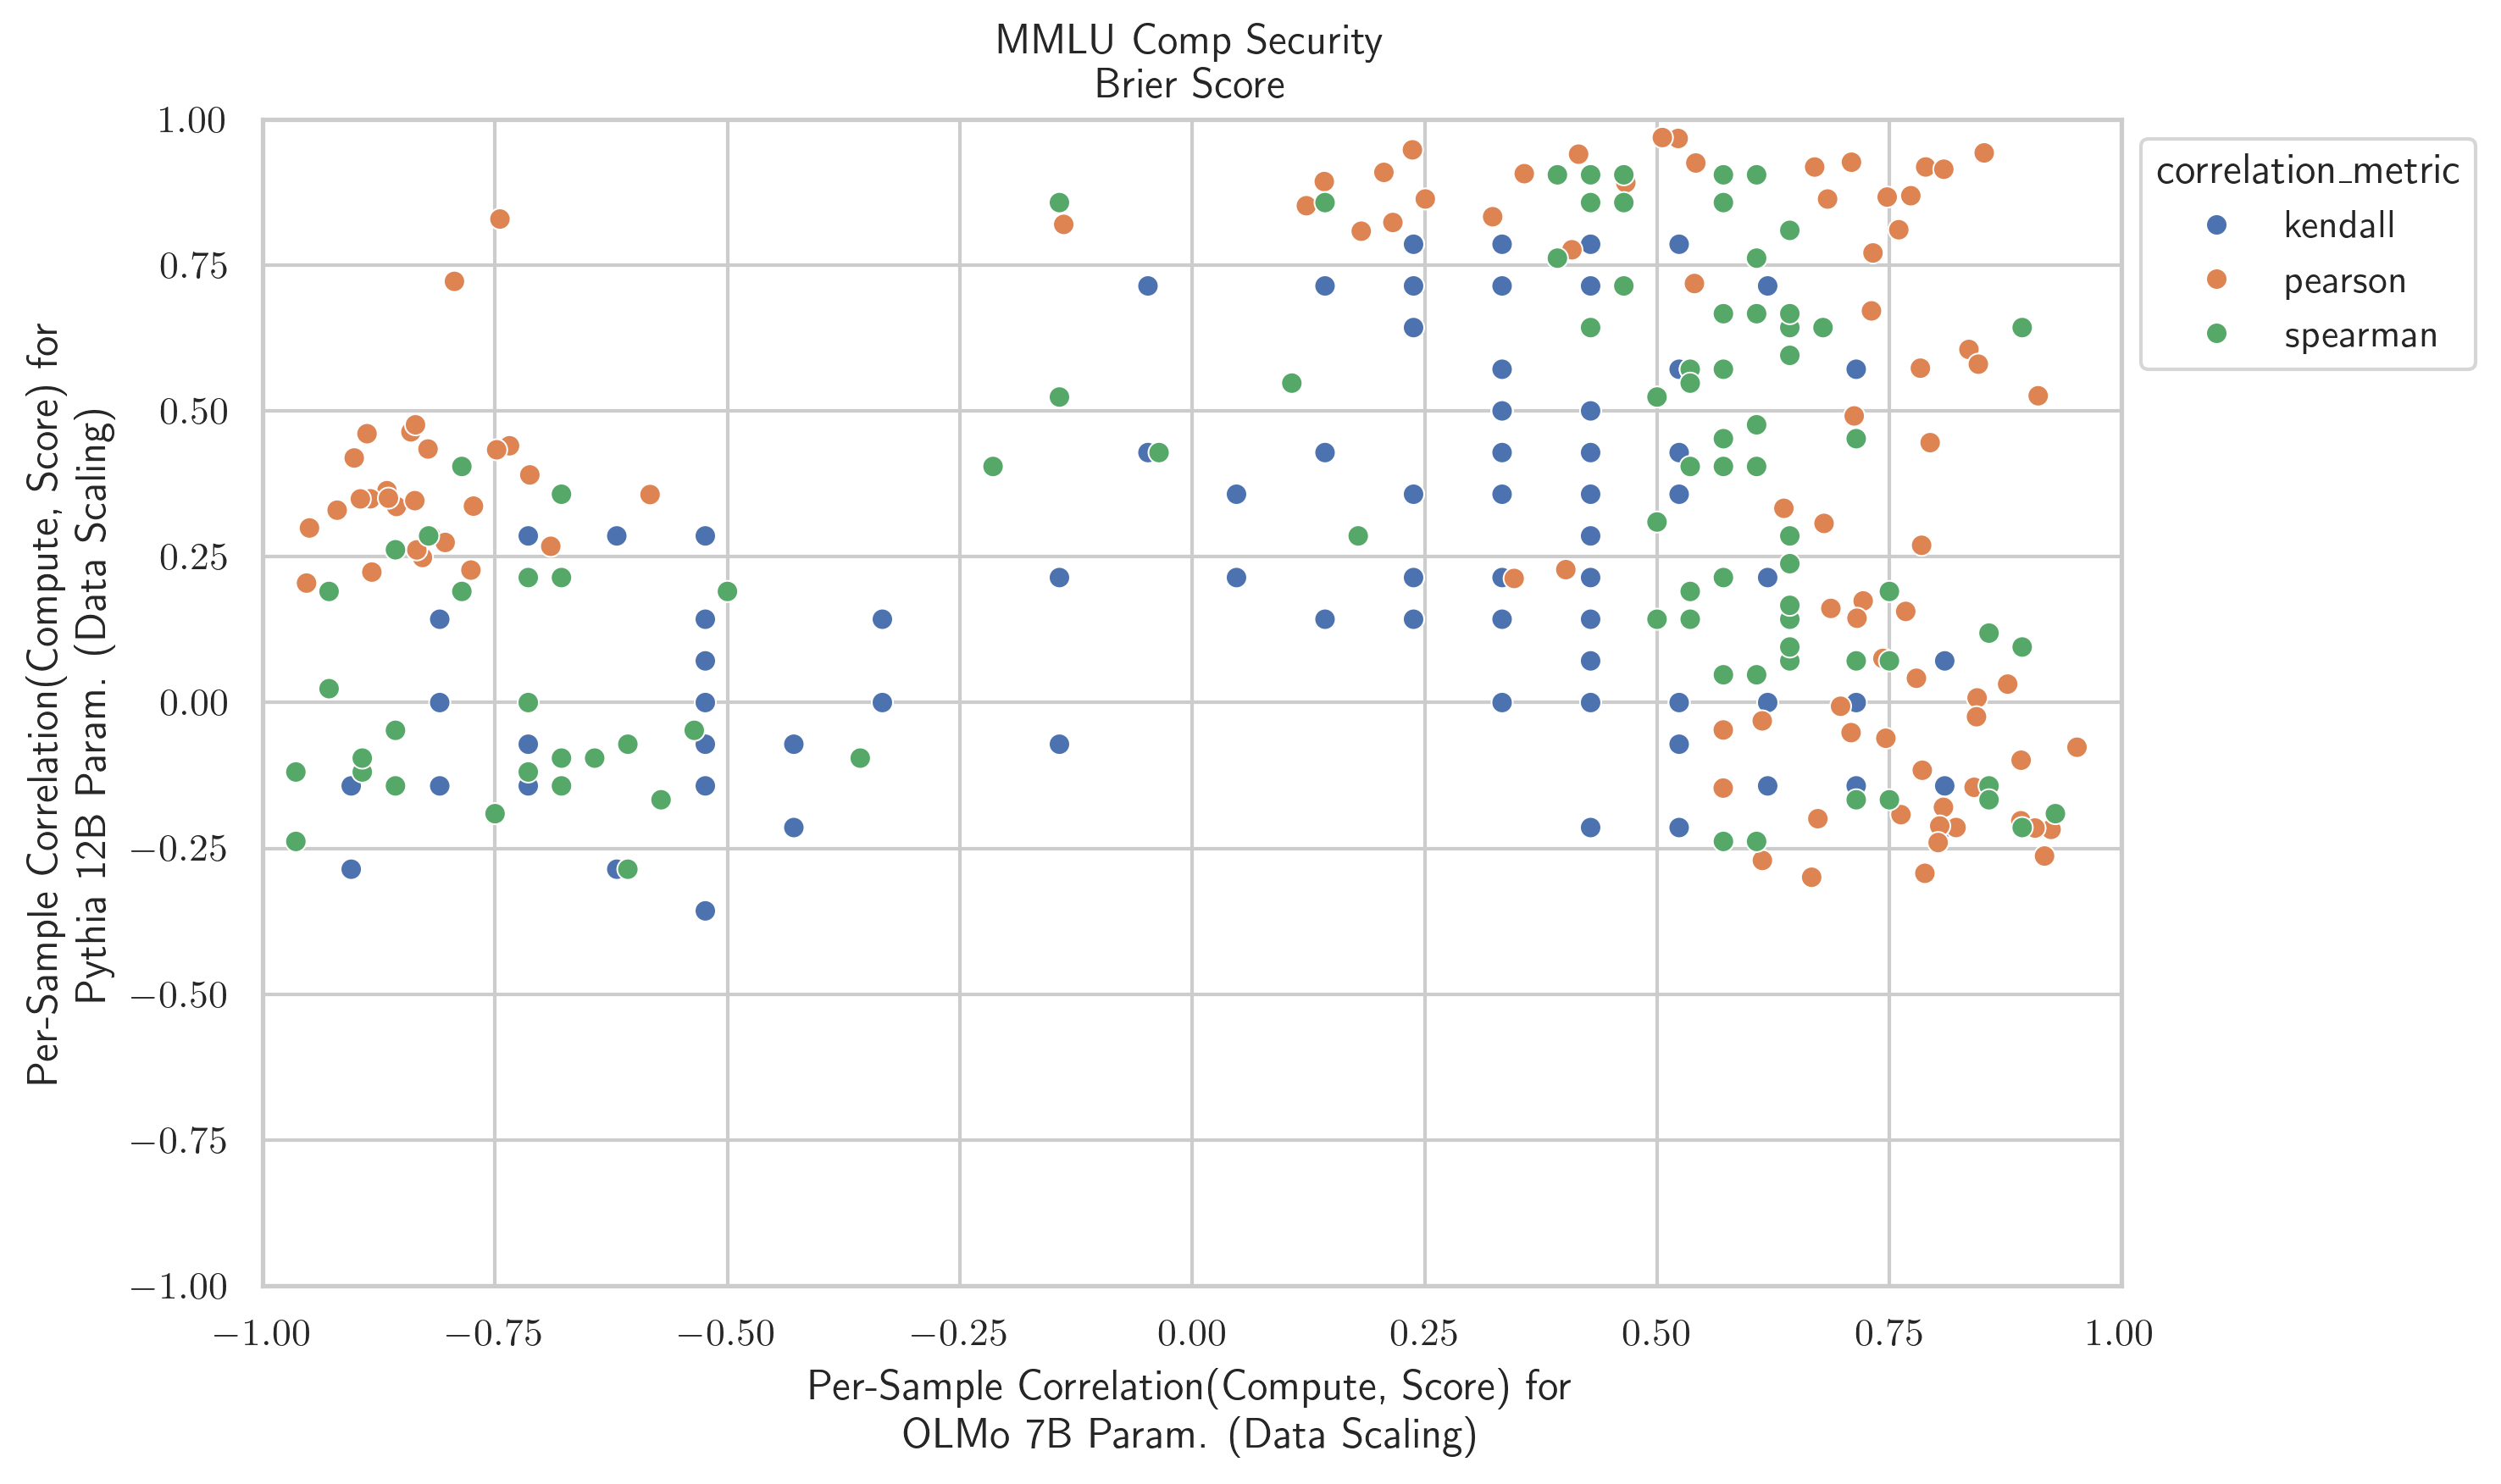 MMLU Comp Security
Brier Score
Per-Sample Correlation(Compute, Score) for
Pythia 12B Param. (Data Scaling)
1.00
0.75
0.50
0.25
0.00
−0.25
−0.50
−0.75
−1.00
−1.00 −0.75 −0.50 −0.25 0.00 0.25 0.50 0.75 1.00
Per-Sample Correlation(Compute, Score) for
OLMo 7B Param. (Data Scaling)
correlation_metric
kendall
pearson
spearman